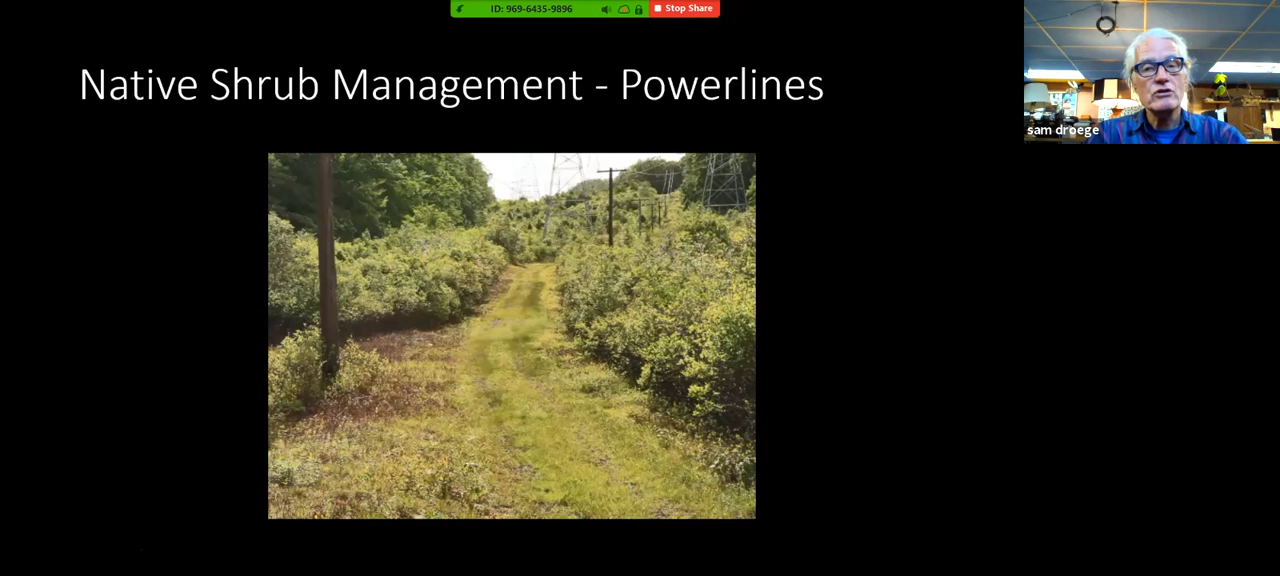 ID: 969-6435-9896
Stop Share
Native Shrub Management - Powerlines
sam droege